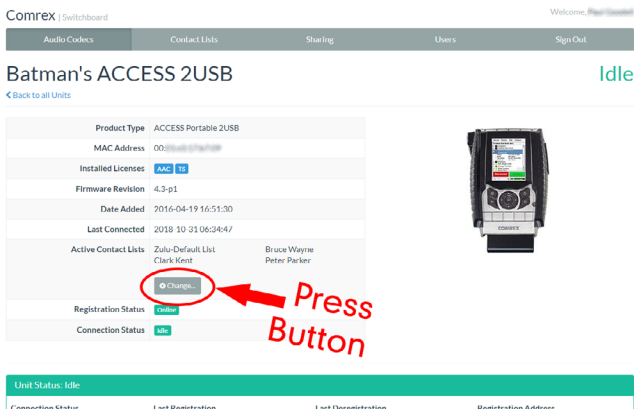 Comrex | Switchboard
Welcome,
Audio Codecs Contact Lists Sharing Users Sign Out
Batman's ACCESS 2USB Idle
Back to all Units
Product Type ACCESS Portable 2USB
MAC Address 00:
Installed Licenses AAC TS
Firmware Revision 4.3-p1
Date Added 2016-04-19 16:51:30
Last Connected 2018-10-31 06:34:47
Active Contact Lists Zulu-Default List Bruce Wayne
Clark Kent Peter Parker
Change...
Registration Status Online
Connection Status Idle
Press
Button
COMREX
Unit Status: Idle
Connection Status Last Registration Last Deregistration Registration Address